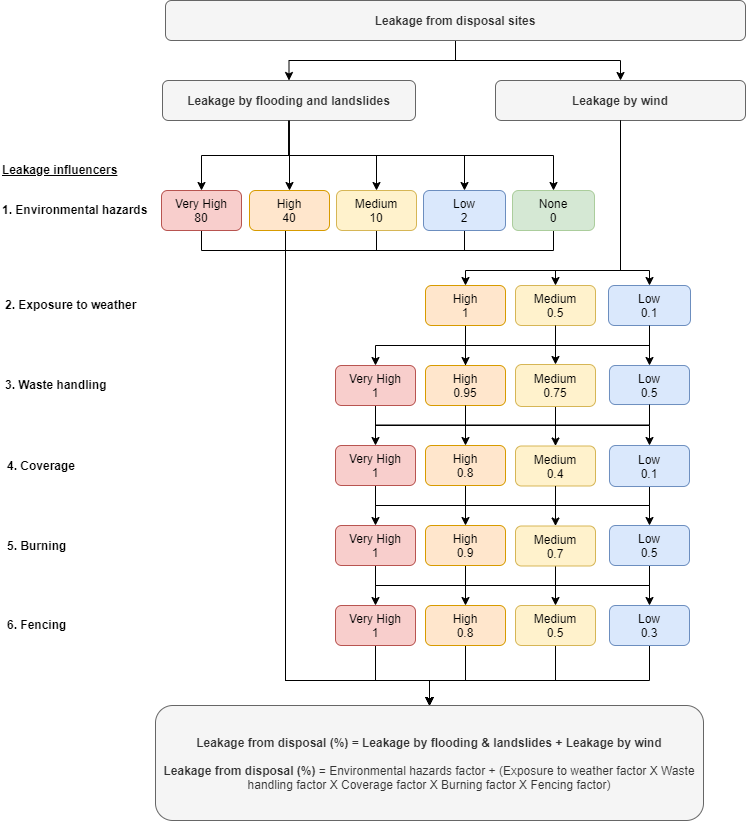 Leakage from disposal sites
Leakage by flooding and landslides
Leakage by wind
Leakage influencers
1. Environmental hazards
Very High
80
High
40
Medium
10
Low
2
None
0
2. Exposure to weather
High
1
Medium
0.5
Low
0.1
3. Waste handling
Very High
1
High
0.95
Medium
0.75
Low
0.5
4. Coverage
Very High
1
High
0.8
Medium
0.4
Low
0.1
5. Burning
Very High
1
High
0.9
Medium
0.7
Low
0.5
6. Fencing
Very High
1
High
0.8
Medium
0.5
Low
0.3
Leakage from disposal (%) = Leakage by flooding & landslides + Leakage by wind
Leakage from disposal (%) = Environmental hazards factor + (Exposure to weather factor X Waste
handling factor X Coverage factor X Burning factor X Fencing factor)